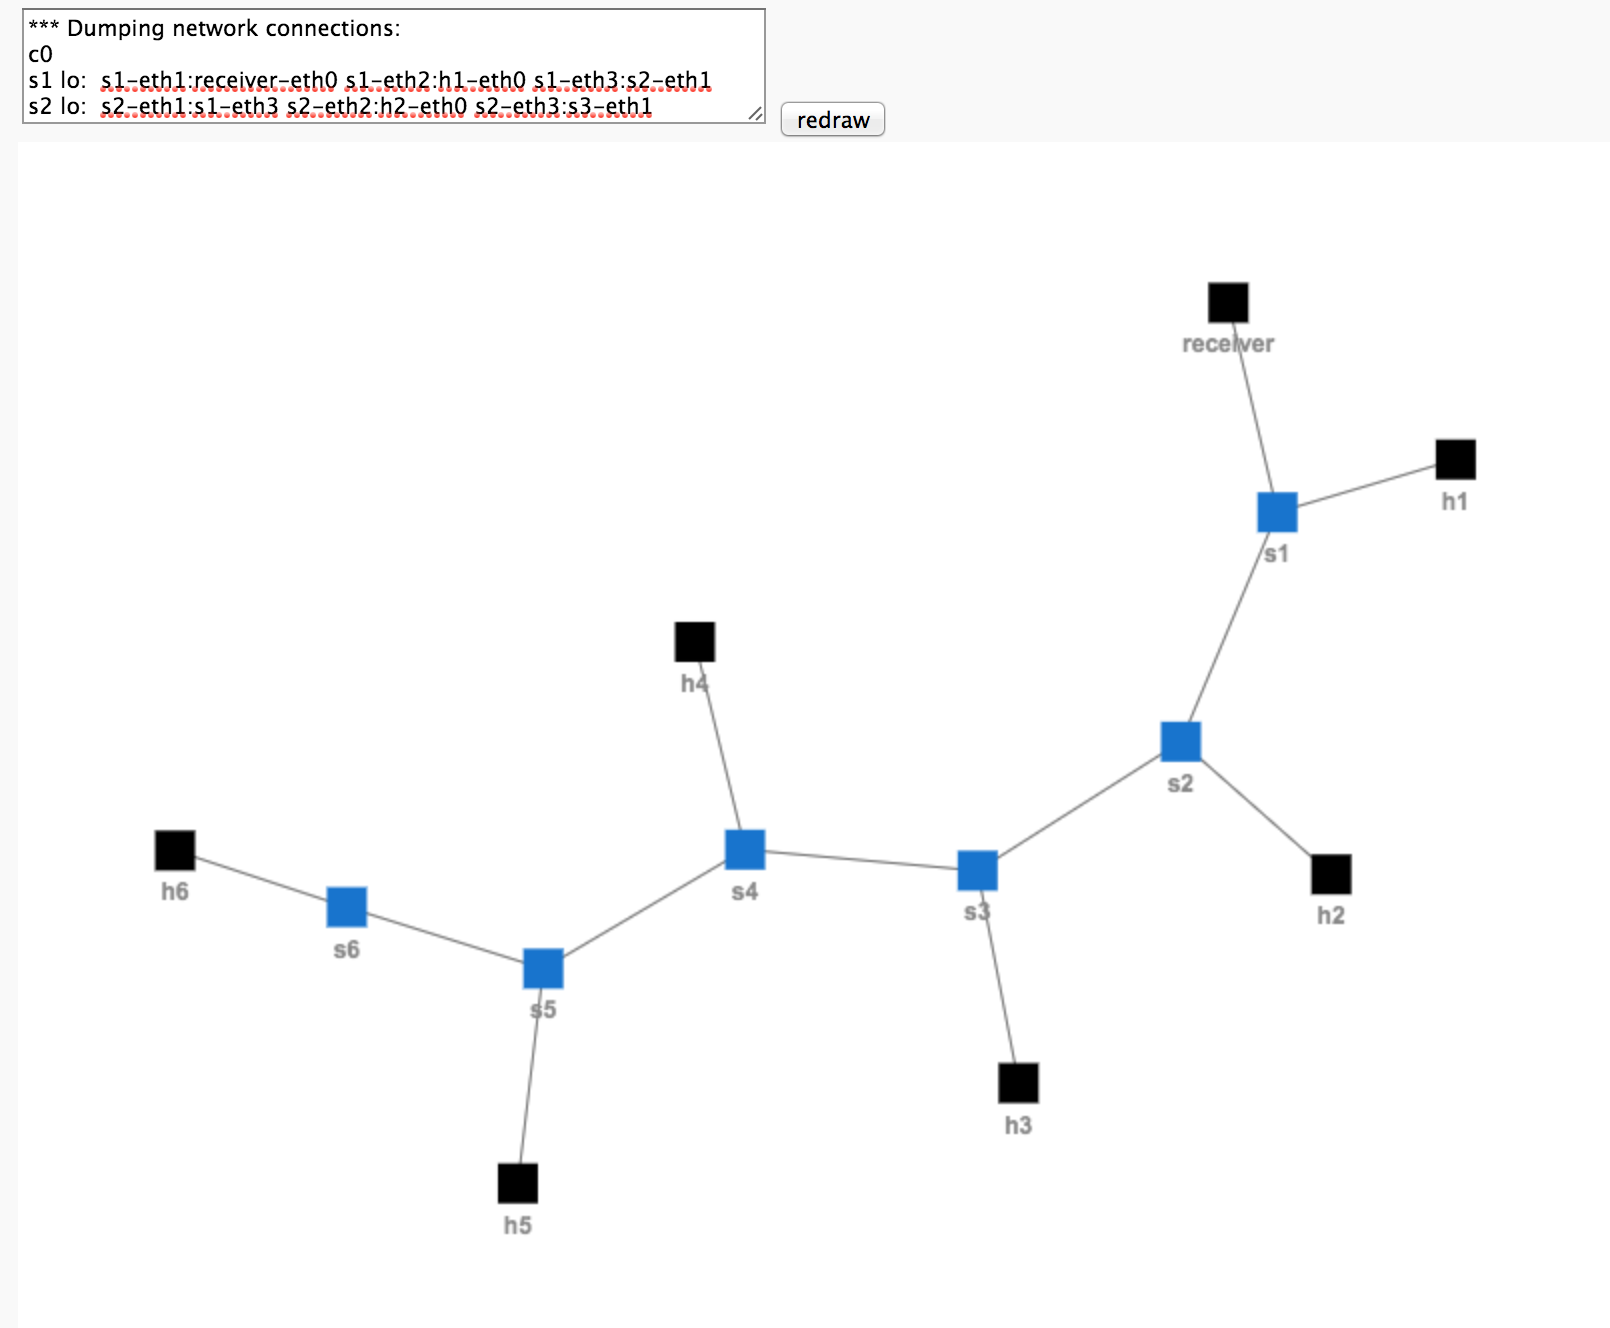 *** Dumping network connections:
c0
s1 lo:  s1-eth1:receiver-eth0 s1-eth2:h1-eth0 s1-eth3:s2-eth1
s2 lo:  s2-eth1:s1-eth3 s2-eth2:h2-eth0 s2-eth3:s3-eth1
redraw
receiver
h1
s1
h4
s2
h6
s4
s3
h2
s6
s5
h3
h5